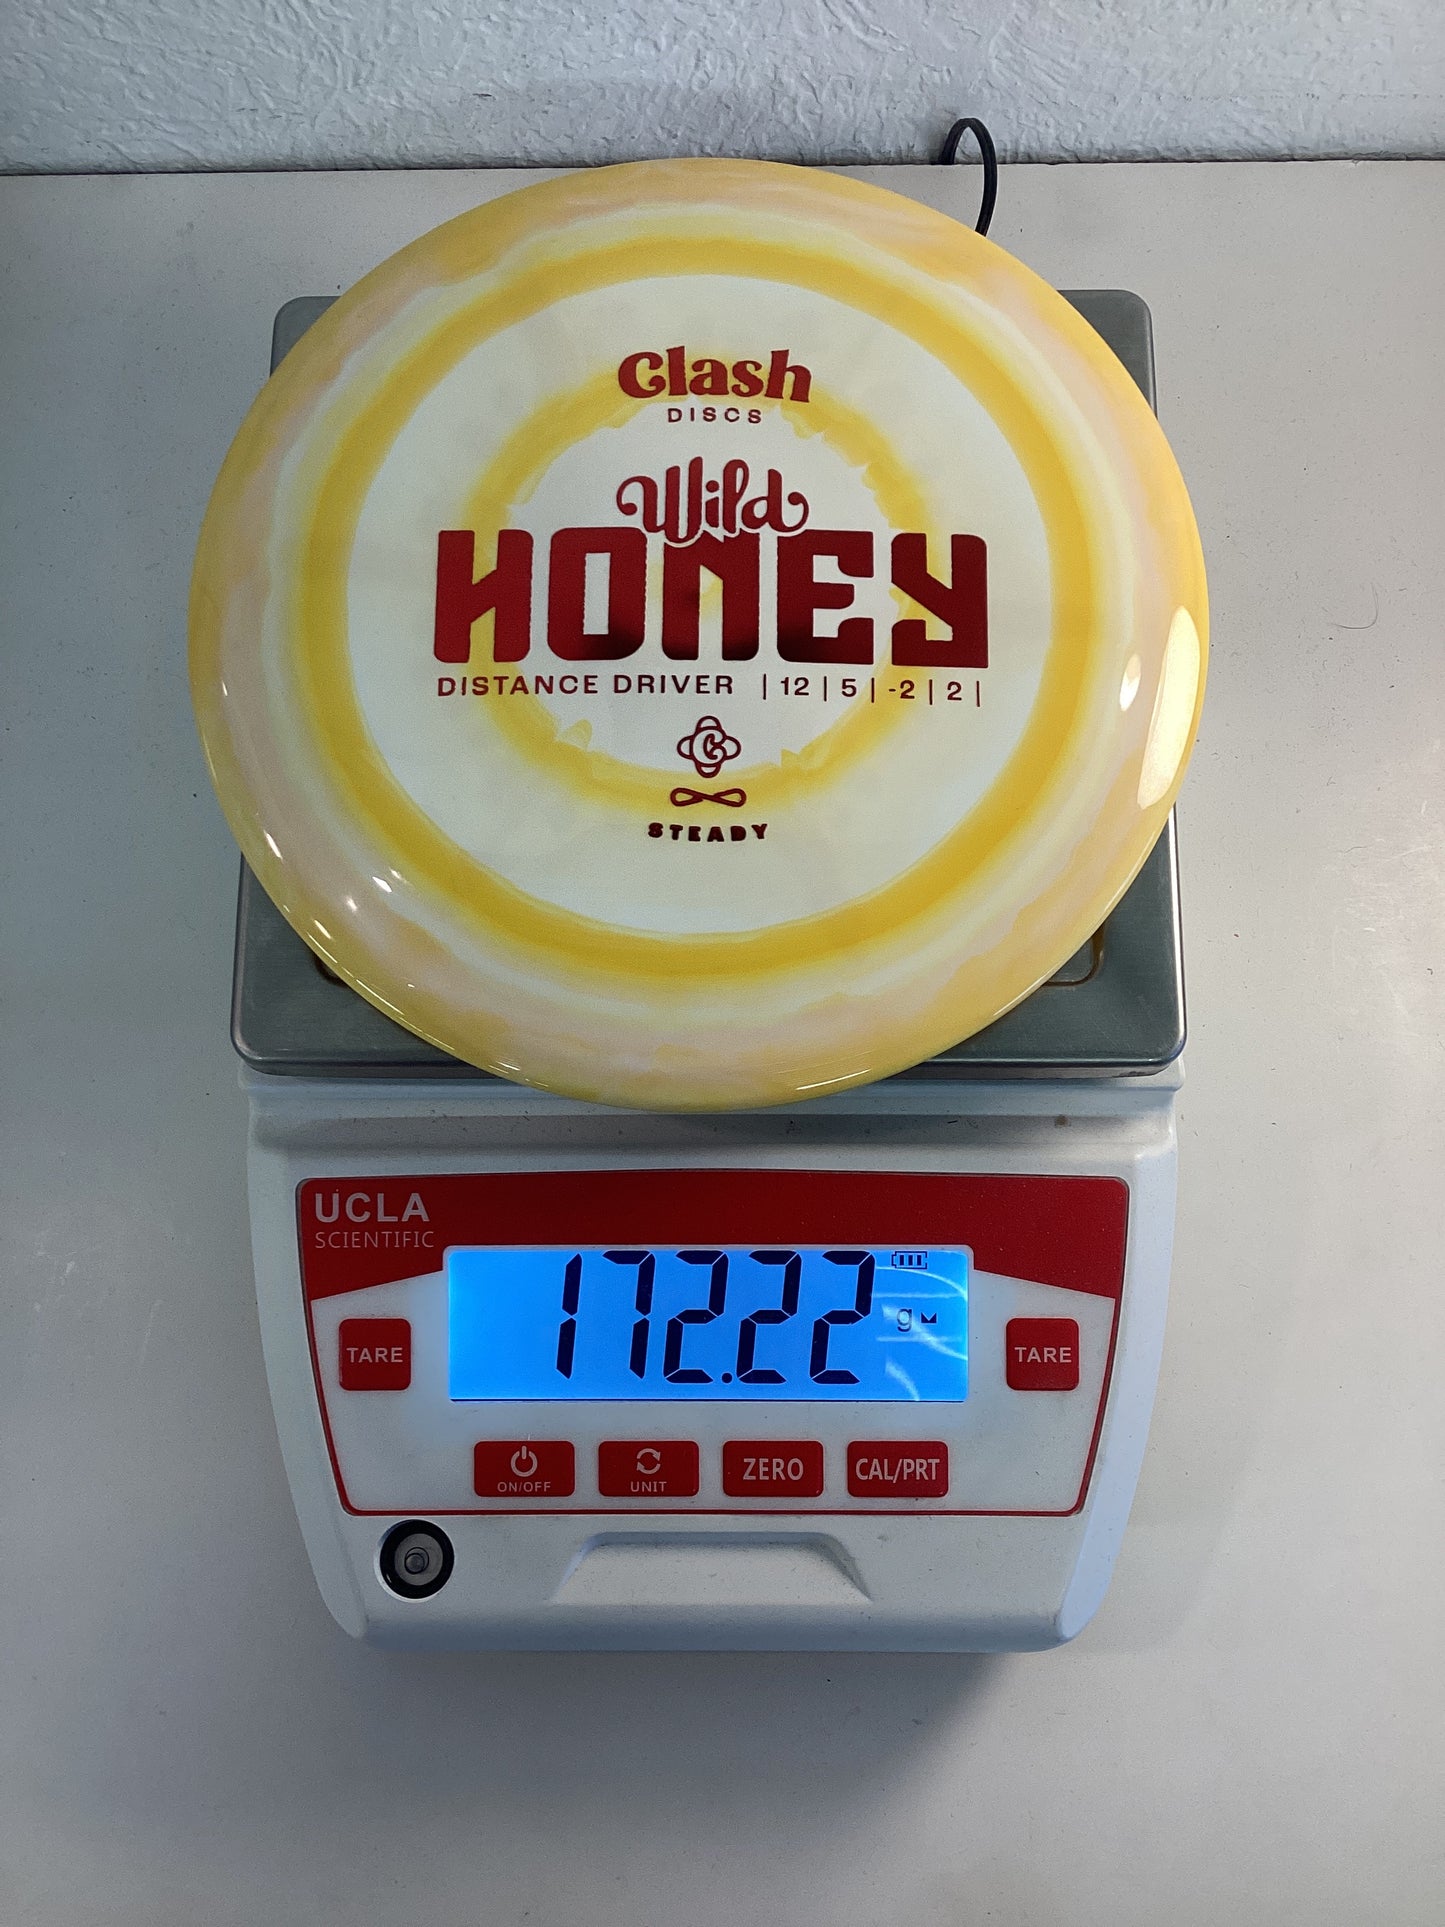 Clash
DISCS
Wild
HONEY
DISTANCE DRIVER | 12 | 5 | -2 | 2 |
C
STEADY
UCLA
SCIENTIFIC
172.22
g
TARE
TARE
ON/OFF
UNIT
ZERO
CAL/PRT